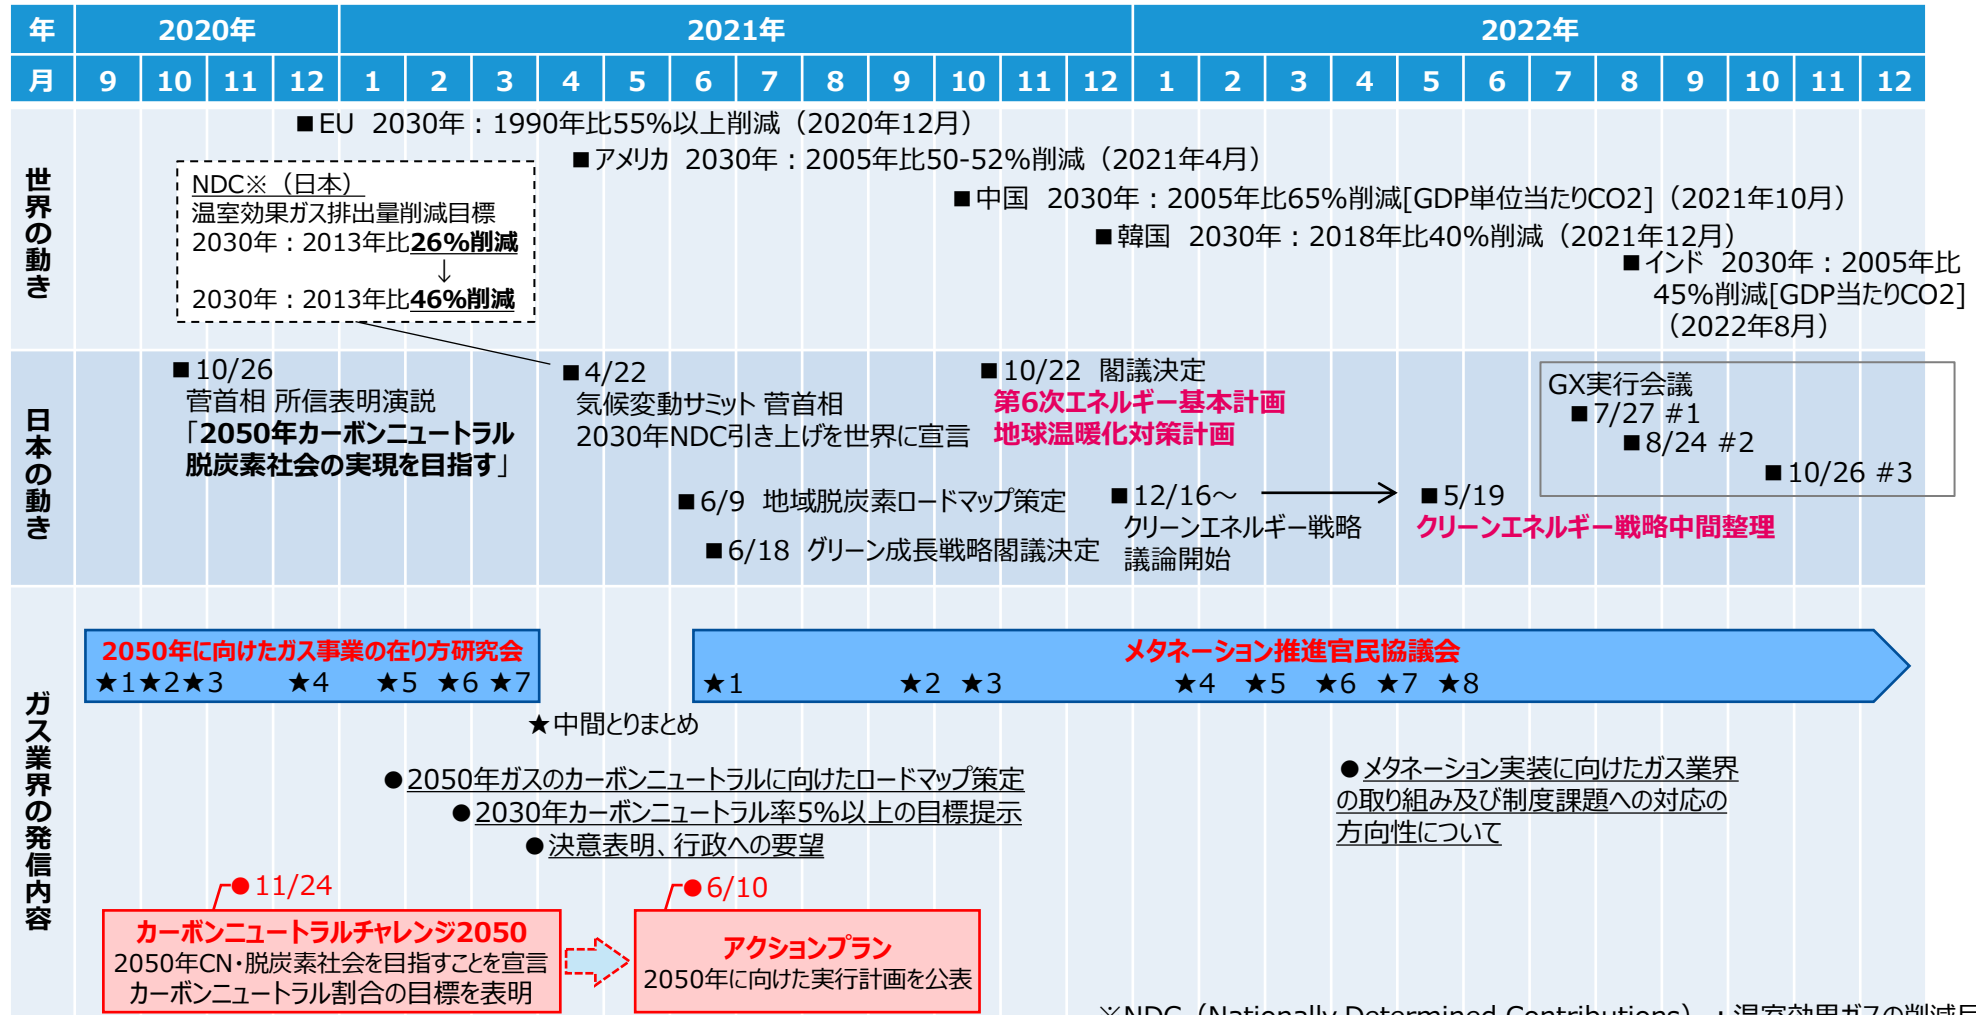 年 2020年 2021年 2022年
月 9 10 11 12 1 2 3 4 5 6 7 8 9 10 11 12 1 2 3 4 5 6 7 8 9 10 11 12
世界の動き
■EU 2030年：1990年比55%以上削減（2020年12月）
■アメリカ 2030年：2005年比50-52%削減（2021年4月）
■中国 2030年：2005年比65%削減[GDP単位当たりCO2]（2021年10月）
■韓国 2030年：2018年比40%削減（2021年12月）
■インド 2030年：2005年比
45%削減[GDP当たりCO2]
（2022年8月）
NDC※（日本）
温室効果ガス排出量削減目標
2030年：2013年比26%削減
↓
2030年：2013年比46%削減
日本の動き
■10/26
菅首相 所信表明演説
「2050年カーボンニュートラル
脱炭素社会の実現を目指す」
■4/22
気候変動サミット 菅首相
2030年NDC引き上げを世界に宣言
■10/22 閣議決定
第6次エネルギー基本計画
地球温暖化対策計画
GX実行会議
■7/27 #1
■8/24 #2
■10/26 #3
■6/9 地域脱炭素ロードマップ策定
■6/18 グリーン成長戦略閣議決定
■12/16～
クリーンエネルギー戦略
議論開始
■5/19
クリーンエネルギー戦略中間整理
ガス業界の発信内容
2050年に向けたガス事業の在り方研究会
★1★2★3 ★4 ★5 ★6 ★7
メタネーション推進官民協議会
★1 ★2 ★3 ★4 ★5 ★6 ★7 ★8
★中間とりまとめ
●2050年ガスのカーボンニュートラルに向けたロードマップ策定
●2030年カーボンニュートラル率5%以上の目標提示
●決意表明、行政への要望
●メタネーション実装に向けたガス業界
の取り組み及び制度課題への対応の
方向性について
●11/24
カーボンニュートラルチャレンジ2050
2050年CN・脱炭素社会を目指すことを宣言
カーボンニュートラル割合の目標を表明
●6/10
アクションプラン
2050年に向けた実行計画を公表
※NDC（Nationally Determined Contributions）：温室効果ガスの削減目